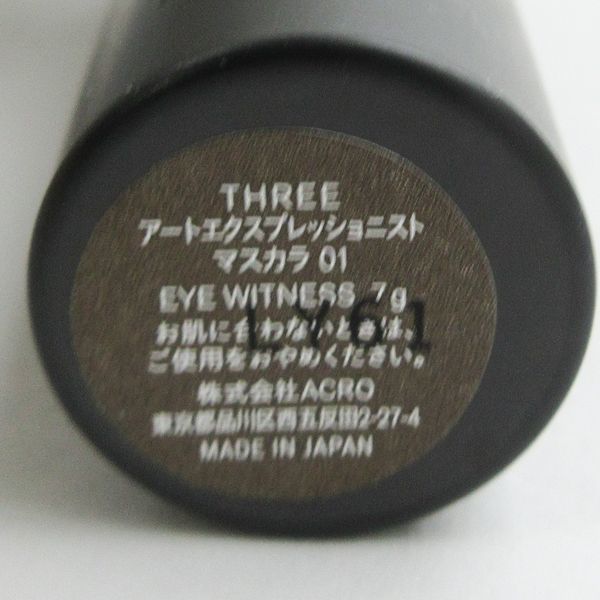 THREE
アートエクスプレッショニスト
マスカラ 01
EYE WITNESS 7g
LY61
お肌に合わないときは、
ご使用をおやめください。
株式会社ACRO
東京都品川区西五反田2-27-4
MADE IN JAPAN